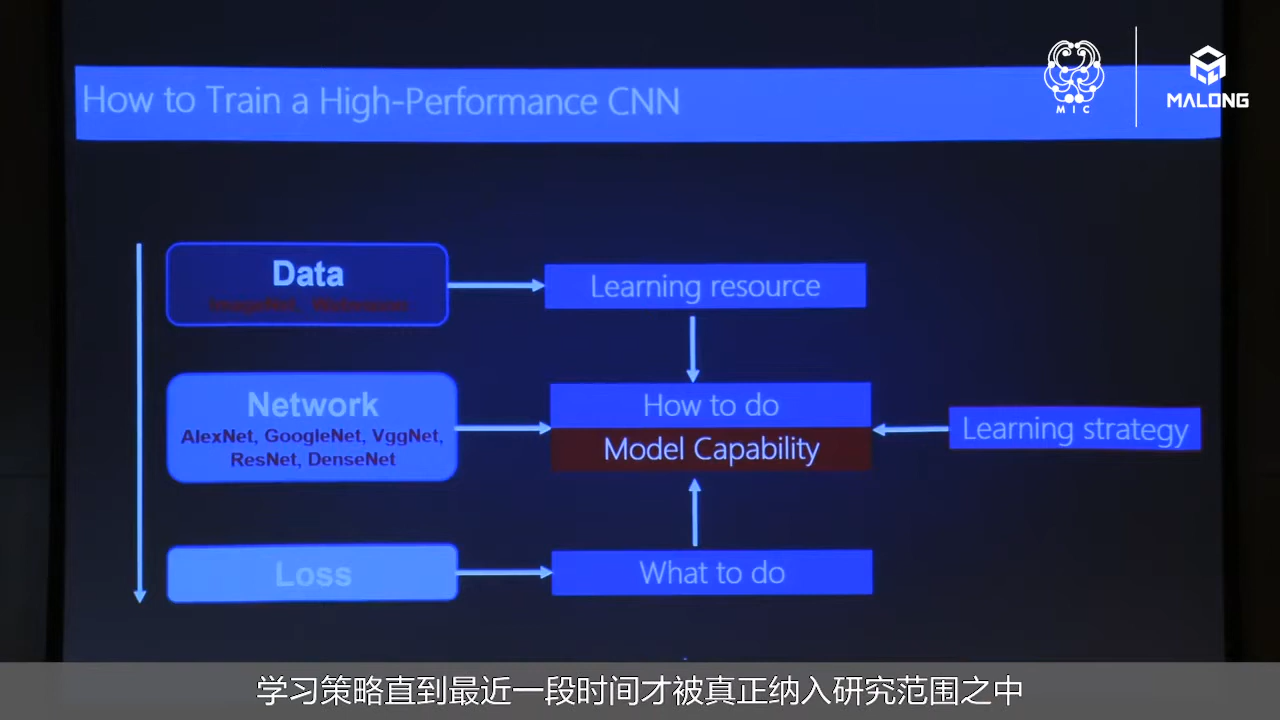 How to Train a High-Performance CNN
MIC
MALONG
Data
Learning resource
Network
AlexNet, GoogleNet, VggNet,
ResNet, DenseNet
How to do
Model Capability
Learning strategy
Loss
What to do
学习策略直到最近一段时间才被真正纳入研究范围之中